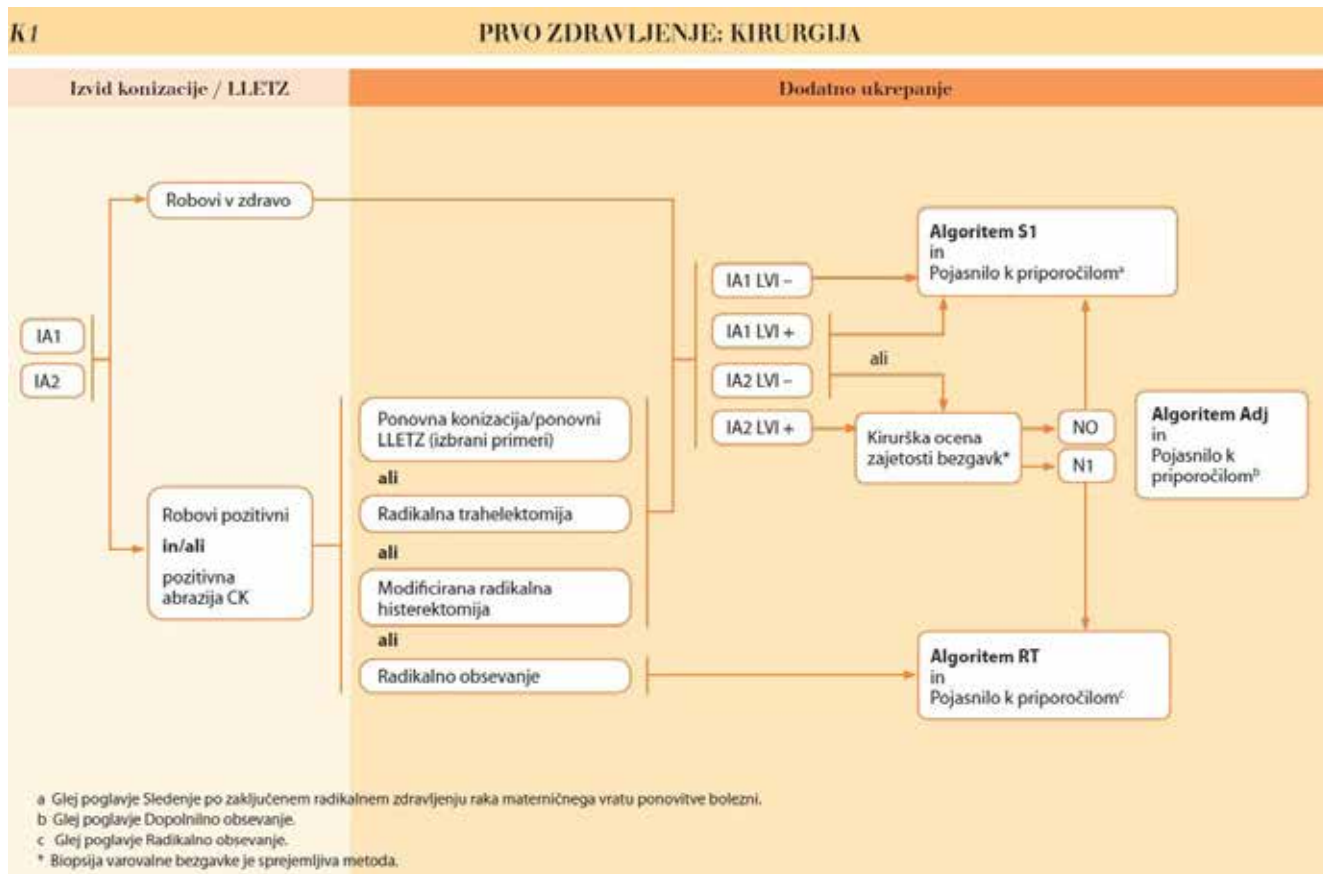 K1
PRVO ZDRAVLJENJE: KIRURGIJA
Izvid konizacije / LLETZ
Dodatno ukrepanje
IA1
IA2
Robovi v zdravo
Robovi pozitivni
in/ali
pozitivna
abrazija CK
Ponovna konizacija/ponovni
LLETZ (izbrani primeri)
ali
Radikalna trahelektomija
ali
Modificirana radikalna
histerektomija
ali
Radikalno obsevanje
IA1 LVI –
IA1 LVI +
IA2 LVI –
IA2 LVI +
ali
Kirurška ocena
zajetosti bezgavk*
NO
N1
Algoritem S1
in
Pojasnilo k priporočilomᵃ
Algoritem Adj
in
Pojasnilo k
priporočilomᵇ
Algoritem RT
in
Pojasnilo k priporočilomᶜ
a Glej poglavje Sledenje po zaključenem radikalnem zdravljenju raka materničnega vratu ponovitve bolezni.
b Glej poglavje Dopolnilno obsevanje.
c Glej poglavje Radikalno obsevanje.
* Biopsija varovalne bezgavke je sprejemljiva metoda.